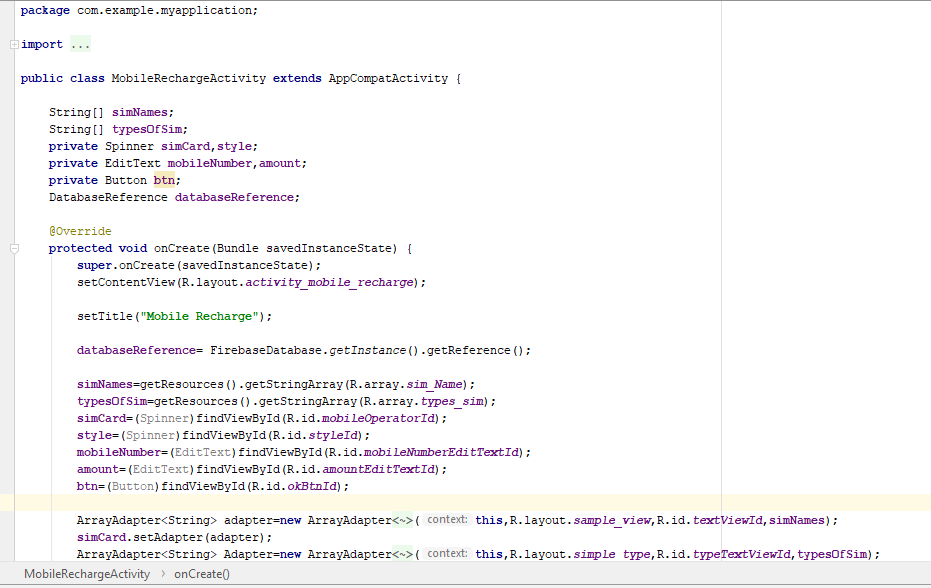 package com.example.myapplication;
import ...
public class MobileRechargeActivity extends AppCompatActivity {
String[] simNames;
String[] typesOfSim;
private Spinner simCard,style;
private EditText mobileNumber,amount;
private Button btn;
DatabaseReference databaseReference;
@Override
protected void onCreate(Bundle savedInstanceState) {
super.onCreate(savedInstanceState);
setContentView(R.layout.activity_mobile_recharge);
setTitle("Mobile Recharge");
databaseReference= FirebaseDatabase.getInstance().getReference();
simNames=getResources().getStringArray(R.array.sim_Name);
typesOfSim=getResources().getStringArray(R.array.types_sim);
simCard=(Spinner)findViewById(R.id.mobileOperatorId);
style=(Spinner)findViewById(R.id.styleId);
mobileNumber=(EditText)findViewById(R.id.mobileNumberEditTextId);
amount=(EditText)findViewById(R.id.amountEditTextId);
btn=(Button)findViewById(R.id.okBtnId);
ArrayAdapter<String> adapter=new ArrayAdapter<~>( context: this,R.layout.sample_view,R.id.textViewId,simNames);
simCard.setAdapter(adapter);
ArrayAdapter<String> Adapter=new ArrayAdapter<~>( context: this,R.layout.simple_type,R.id.typeTextViewId,typesOfSim);
MobileRechargeActivity › onCreate()